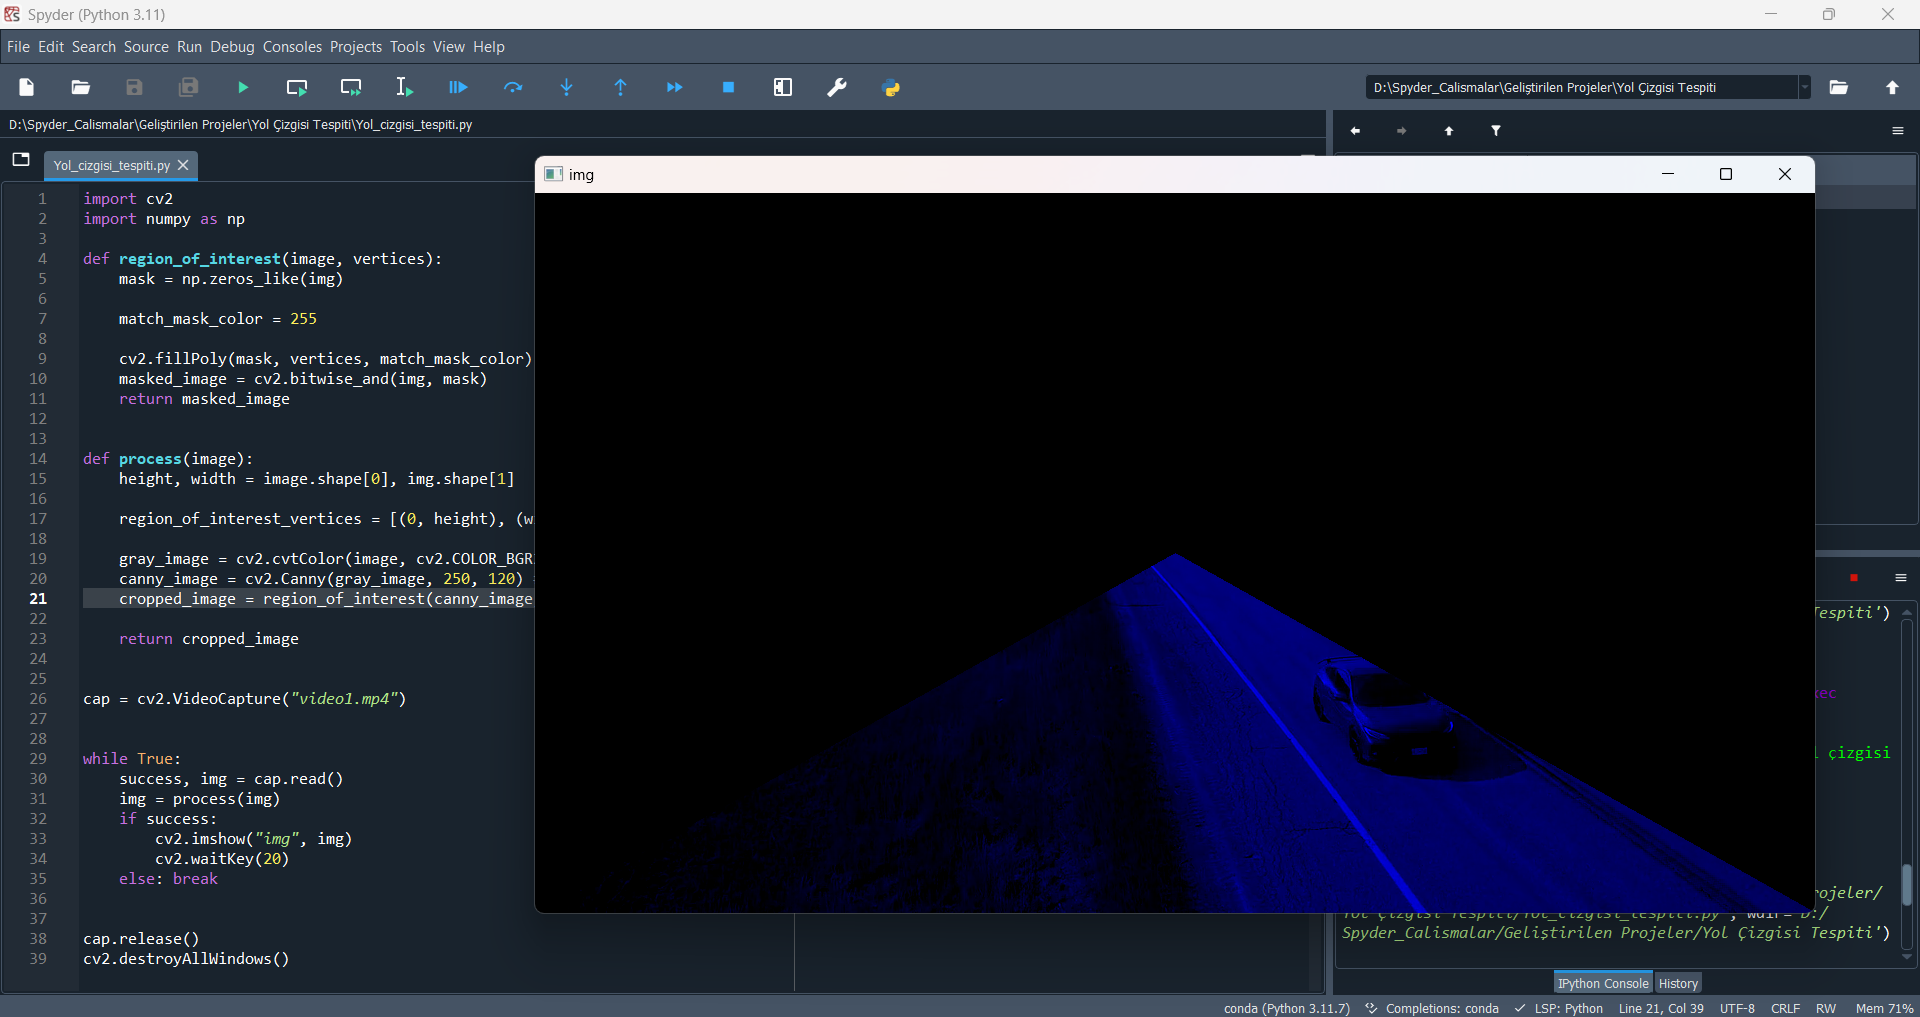 Spyder (Python 3.11)
File Edit Search Source Run Debug Consoles Projects Tools View Help
D:\Spyder_Calismalar\Geliştirilen Projeler\Yol Çizgisi Tespiti
D:\Spyder_Calismalar\Geliştirilen Projeler\Yol Çizgisi Tespiti\Yol_cizgisi_tespiti.py
Yol_cizgisi_tespiti.py
img
1 import cv2
2 import numpy as np
3
4 def region_of_interest(image, vertices):
5 mask = np.zeros_like(img)
6
7 match_mask_color = 255
8
9 cv2.fillPoly(mask, vertices, match_mask_color)
10 masked_image = cv2.bitwise_and(img, mask)
11 return masked_image
12
13
14 def process(image):
15 height, width = image.shape[0], img.shape[1]
16
17 region_of_interest_vertices = [(0, height), (w
18
19 gray_image = cv2.cvtColor(image, cv2.COLOR_BGR
20 canny_image = cv2.Canny(gray_image, 250, 120)
21 cropped_image = region_of_interest(canny_image
22
23 return cropped_image
24
25
26 cap = cv2.VideoCapture("video1.mp4")
27
28
29 while True:
30 success, img = cap.read()
31 img = process(img)
32 if success:
33 cv2.imshow("img", img)
34 cv2.waitKey(20)
35 else: break
36
37
38 cap.release()
39 cv2.destroyAllWindows()
Tespiti')
çizgisi
ojeler/
Yol Çizgisi Tespiti/Yol_cizgisi_tespiti.py', wdir='D:/
Spyder_Calismalar/Geliştirilen Projeler/Yol Çizgisi Tespiti')
IPython Console History
conda (Python 3.11.7) Completions: conda LSP: Python Line 21, Col 39 UTF-8 CRLF RW Mem 71%